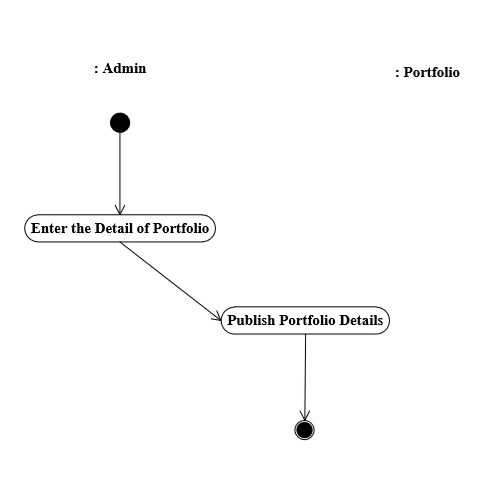 : Admin
: Portfolio
Enter the Detail of Portfolio
Publish Portfolio Details